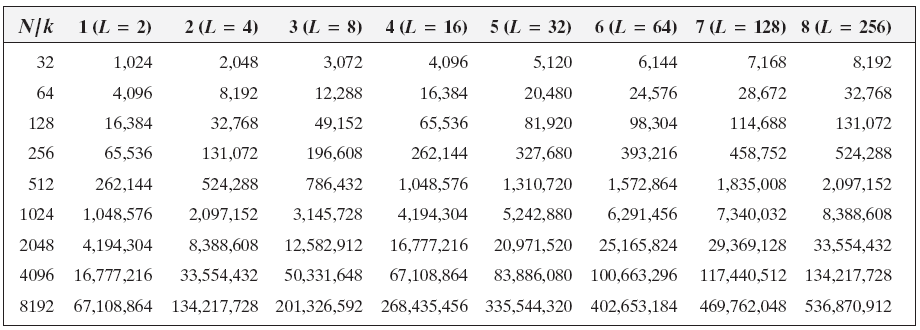 N/k 1 (L = 2) 2 (L = 4) 3 (L = 8) 4 (L = 16) 5 (L = 32) 6 (L = 64) 7 (L = 128) 8 (L = 256)
32 1,024 2,048 3,072 4,096 5,120 6,144 7,168 8,192
64 4,096 8,192 12,288 16,384 20,480 24,576 28,672 32,768
128 16,384 32,768 49,152 65,536 81,920 98,304 114,688 131,072
256 65,536 131,072 196,608 262,144 327,680 393,216 458,752 524,288
512 262,144 524,288 786,432 1,048,576 1,310,720 1,572,864 1,835,008 2,097,152
1024 1,048,576 2,097,152 3,145,728 4,194,304 5,242,880 6,291,456 7,340,032 8,388,608
2048 4,194,304 8,388,608 12,582,912 16,777,216 20,971,520 25,165,824 29,369,128 33,554,432
4096 16,777,216 33,554,432 50,331,648 67,108,864 83,886,080 100,663,296 117,440,512 134,217,728
8192 67,108,864 134,217,728 201,326,592 268,435,456 335,544,320 402,653,184 469,762,048 536,870,912